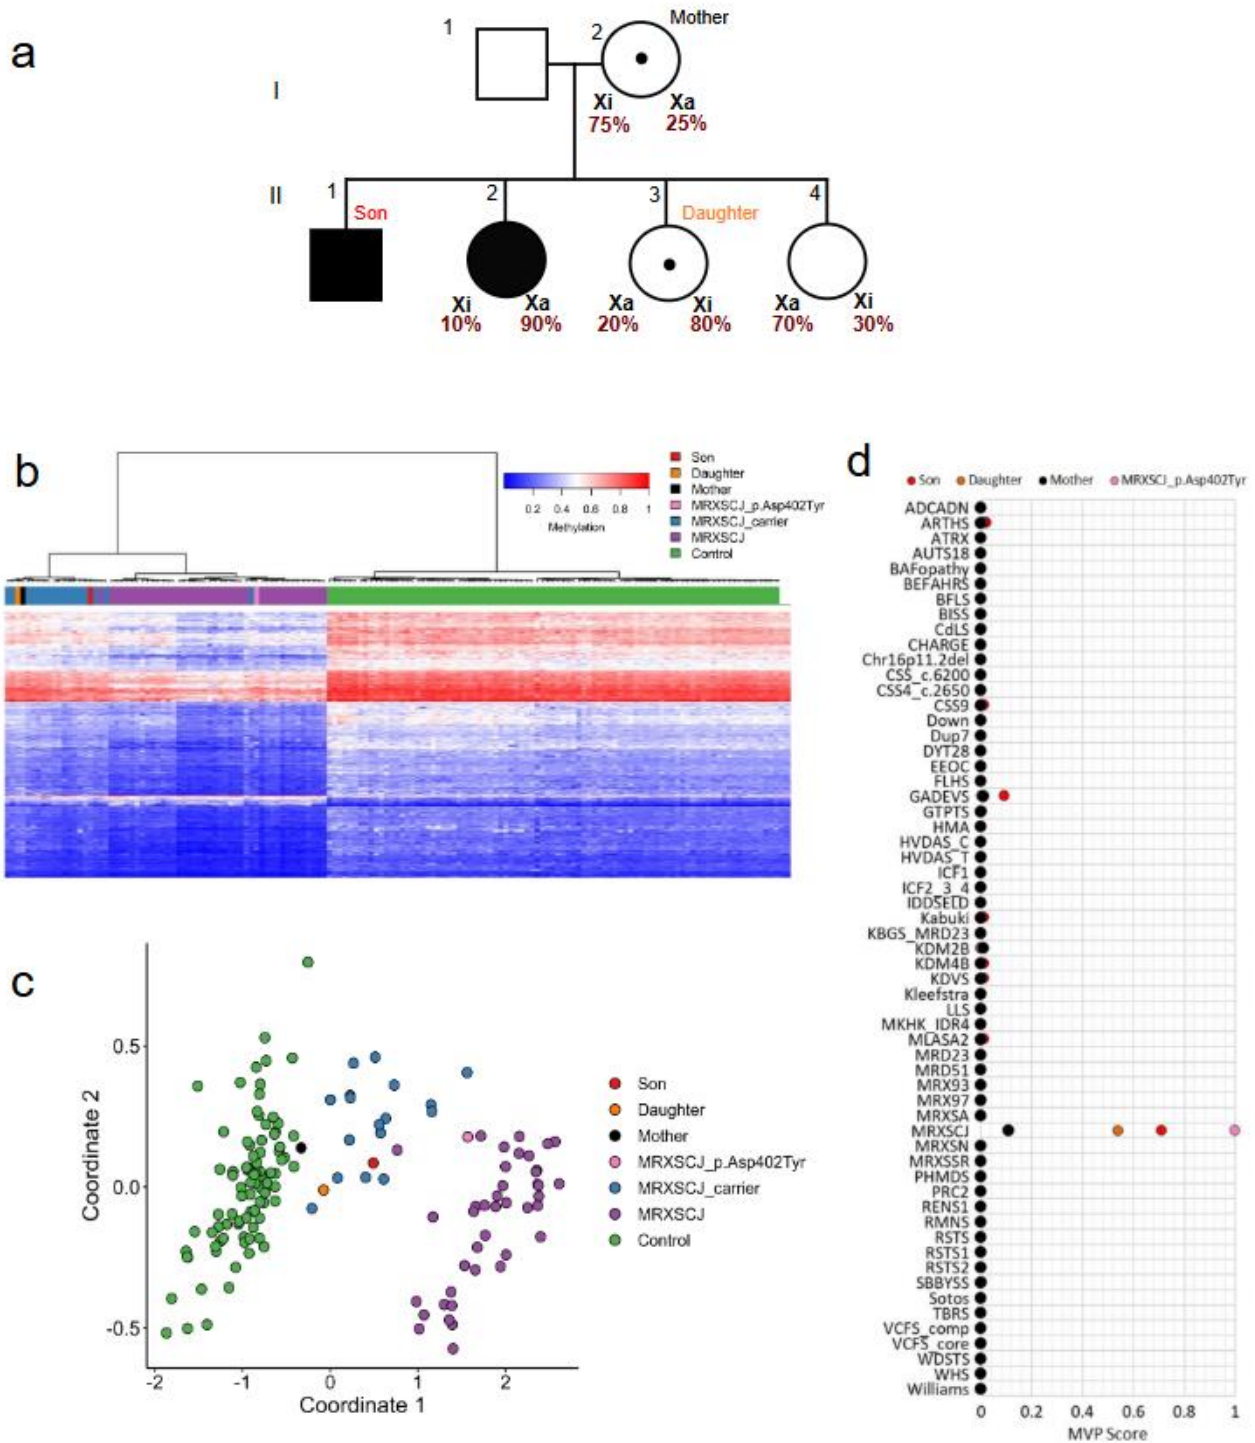 a
1
2
Mother
I
Xi
Xa
75%
25%
II
1
2
3
4
Son
Daughter
Xi
Xa
Xa
Xi
Xa
Xi
10%
90%
20%
80%
70%
30%
b
0.2 0.4 0.6 0.8 1
Methylation
Son
Daughter
Mother
MRXSCJ_p.Asp402Tyr
MRXSCJ_carrier
MRXSCJ
Control
c
Coordinate 2
0.5
0.0
-0.5
-2 -1 0 1 2
Coordinate 1
Son
Daughter
Mother
MRXSCJ_p.Asp402Tyr
MRXSCJ_carrier
MRXSCJ
Control
d
Son Daughter Mother MRXSCJ_p.Asp402Tyr
ADCADN
ARTHS
ATRX
AUTS18
BAFopathy
BEFAHRS
BFLS
BISS
CdLS
CHARGE
Chr16p11.2del
CSS_c.6200
CSS4_c.2650
CSS9
Down
Dup7
DYT28
EEOC
FLHS
GADEVS
GTPTS
HMA
HVDAS_C
HVDAS_T
ICF1
ICF2_3_4
IDDSELD
Kabuki
KBGS_MRD23
KDM2B
KDM4B
KDVS
Kleefstra
LLS
MKHK_IDR4
MLASA2
MRD23
MRD51
MRX93
MRX97
MRXSA
MRXSCJ
MRXSN
MRXSSR
PHMDS
PRC2
RENS1
RMNS
RSTS
RSTS1
RSTS2
SBBYSS
Sotos
TBRS
VCFS_comp
VCFS_core
WDSTS
WHS
Williams
0 0.2 0.4 0.6 0.8 1
MVP Score